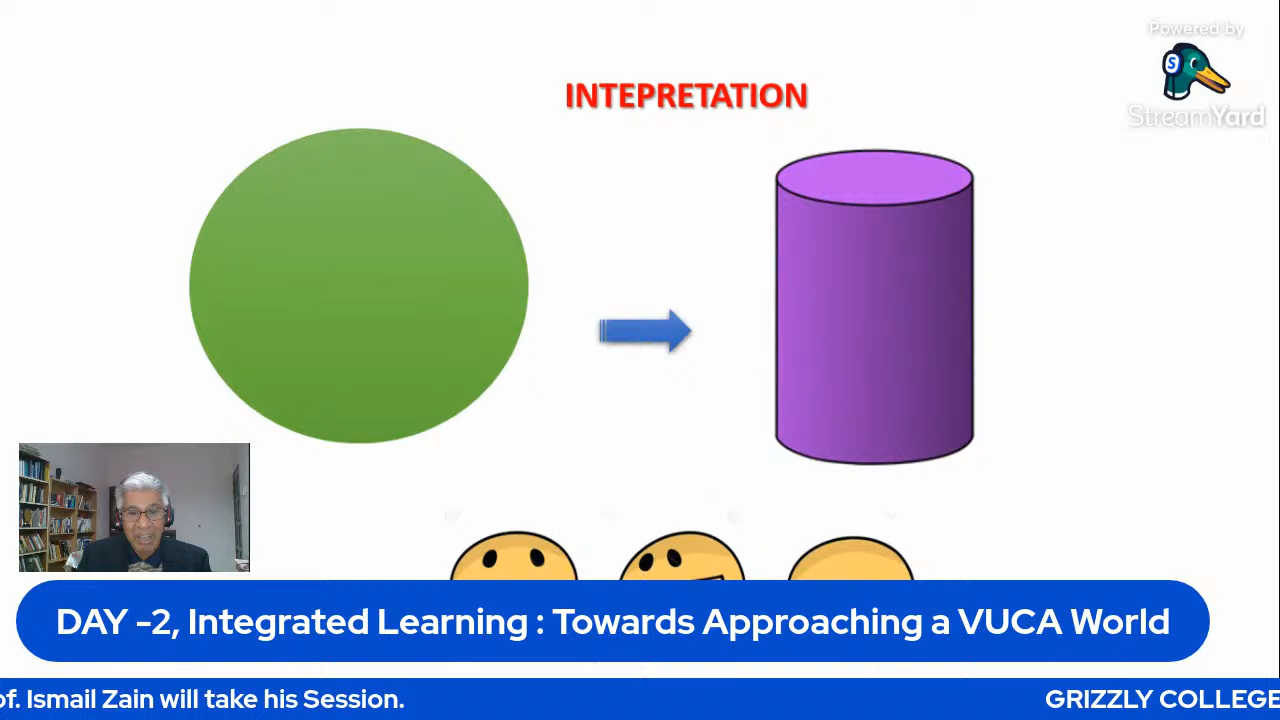 Powered by
StreamYard
INTEPRETATION
S
DAY -2, Integrated Learning : Towards Approaching a VUCA World
of. Ismail Zain will take his Session.
GRIZZLY COLLEGE